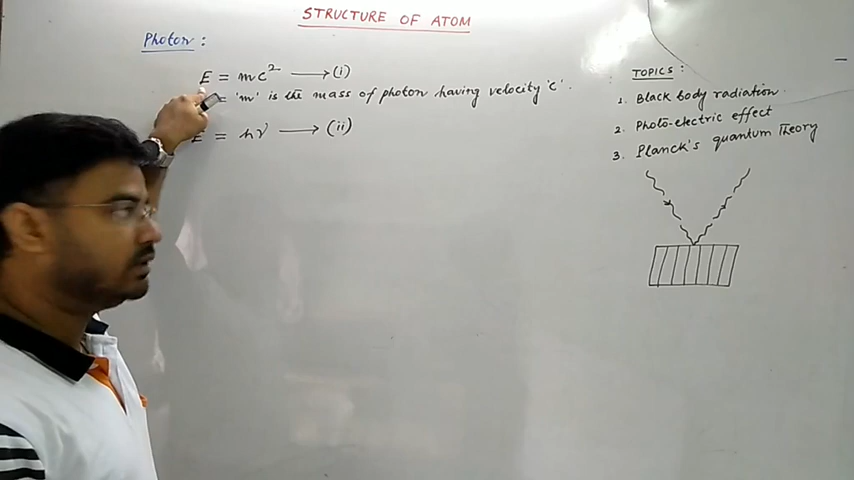 STRUCTURE OF ATOM
Photon :
E = mc² ⟶ (i)
= 'm' is the mass of photon having velocity 'c'.
E = hν ⟶ (ii)
TOPICS :
1. Black body radiation.
2. Photo-electric effect
3. Planck's quantum Theory